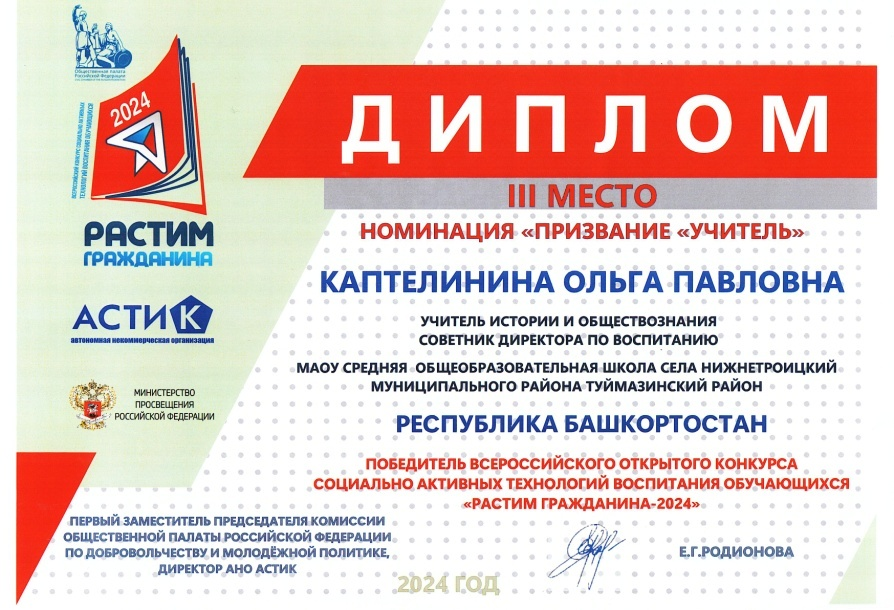 Общественная палата
Российской Федерации
ВСЕРОССИЙСКИЙ КОНКУРС СОЦИАЛЬНО АКТИВНЫХ
ТЕХНОЛОГИЙ ВОСПИТАНИЯ ОБУЧАЮЩИХСЯ
2024
РАСТИМ
ГРАЖДАНИНА
АСТИК
автономная некоммерческая организация
МИНИСТЕРСТВО
ПРОСВЕЩЕНИЯ
РОССИЙСКОЙ ФЕДЕРАЦИИ
ДИПЛОМ
III МЕСТО
НОМИНАЦИЯ «ПРИЗВАНИЕ «УЧИТЕЛЬ»
КАПТЕЛИНИНА ОЛЬГА ПАВЛОВНА
УЧИТЕЛЬ ИСТОРИИ И ОБЩЕСТВОЗНАНИЯ
СОВЕТНИК ДИРЕКТОРА ПО ВОСПИТАНИЮ
МАОУ СРЕДНЯЯ ОБЩЕОБРАЗОВАТЕЛЬНАЯ ШКОЛА СЕЛА НИЖНЕТРОИЦКИЙ
МУНИЦИПАЛЬНОГО РАЙОНА ТУЙМАЗИНСКИЙ РАЙОН
РЕСПУБЛИКА БАШКОРТОСТАН
ПОБЕДИТЕЛЬ ВСЕРОССИЙСКОГО ОТКРЫТОГО КОНКУРСА
СОЦИАЛЬНО АКТИВНЫХ ТЕХНОЛОГИЙ ВОСПИТАНИЯ ОБУЧАЮЩИХСЯ
«РАСТИМ ГРАЖДАНИНА-2024»
ПЕРВЫЙ ЗАМЕСТИТЕЛЬ ПРЕДСЕДАТЕЛЯ КОМИССИИ
ОБЩЕСТВЕННОЙ ПАЛАТЫ РОССИЙСКОЙ ФЕДЕРАЦИИ
ПО ДОБРОВОЛЬЧЕСТВУ И МОЛОДЁЖНОЙ ПОЛИТИКЕ,
ДИРЕКТОР АНО АСТИК
Е.Г.РОДИОНОВА
2024 ГОД